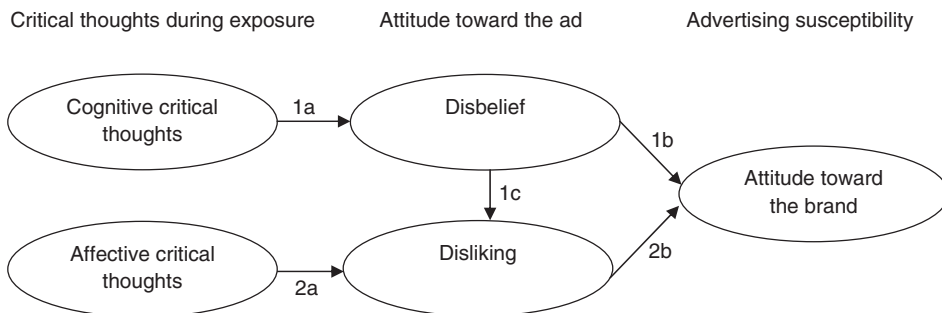 Critical thoughts during exposure
Attitude toward the ad
Advertising susceptibility
Cognitive critical
thoughts
1a
Disbelief
1b
1c
Attitude toward
the brand
Affective critical
thoughts
2a
Disliking
2b